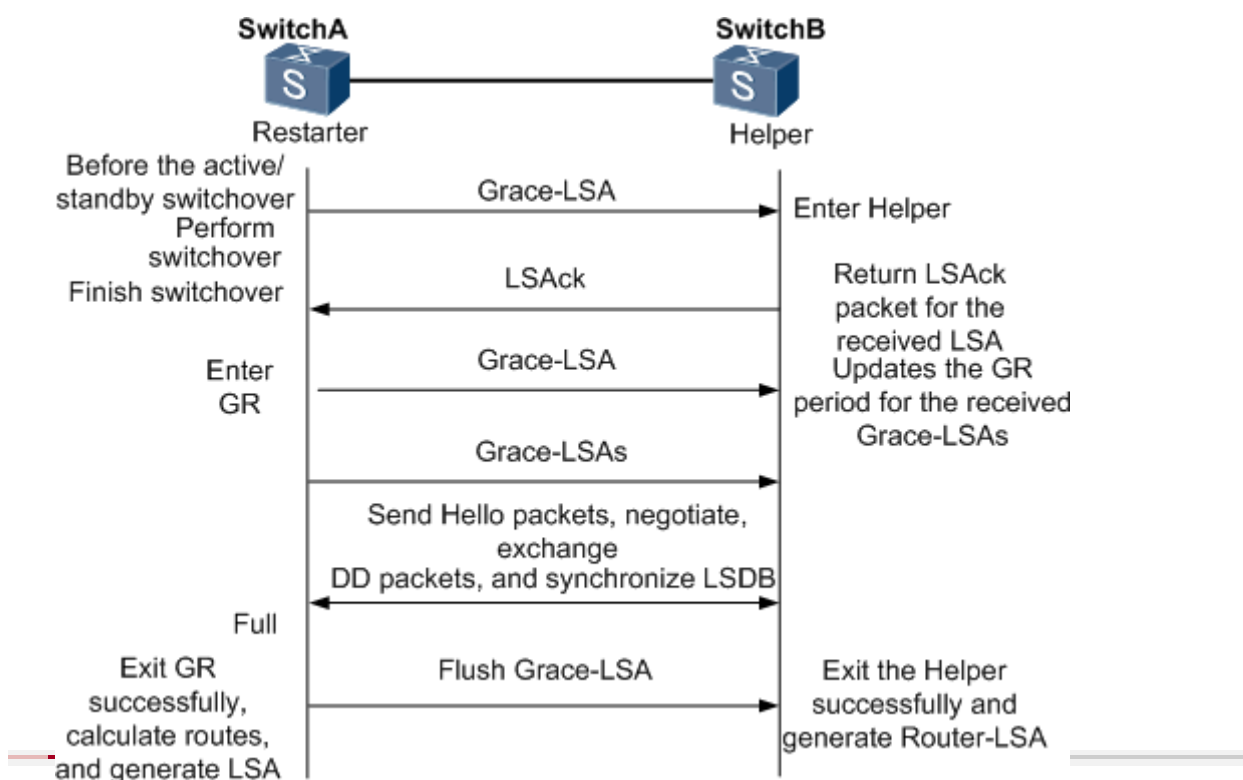 SwitchA
SwitchB
S
S
Restarter
Helper
Before the active/
standby switchover
Grace-LSA
Enter Helper
Perform
switchover
Finish switchover
LSAck
Return LSAck
packet for the
received LSA
Enter
GR
Grace-LSA
Updates the GR
period for the received
Grace-LSAs
Grace-LSAs
Send Hello packets, negotiate,
exchange
DD packets, and synchronize LSDB
Full
Exit GR
successfully,
calculate routes,
and generate LSA
Flush Grace-LSA
Exit the Helper
successfully and
generate Router-LSA